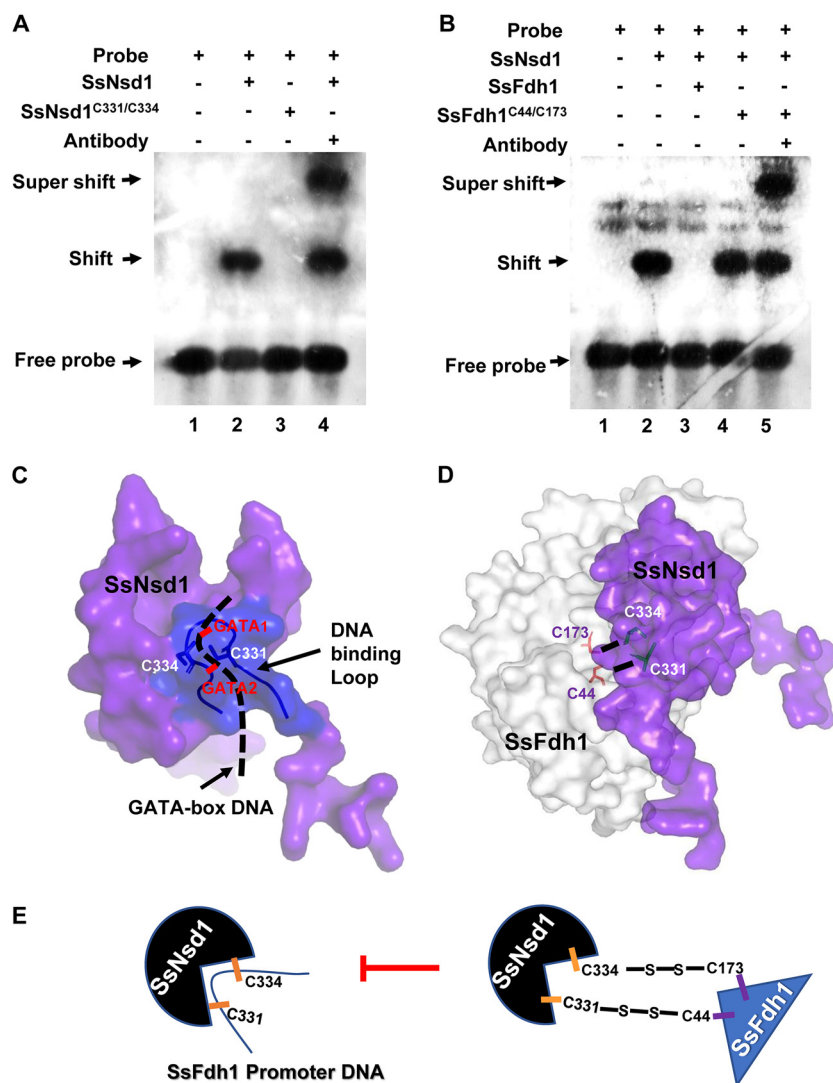 A
Probe + + + +
SsNsd1 - + - +
SsNsd1C331/C334 - - + -
Antibody - - - +
Super shift
Shift
Free probe
1 2 3 4
B
Probe + + + + +
SsNsd1 - + + + +
SsFdh1 - - + - -
SsFdh1C44/C173 - - - + +
Antibody - - - - +
Super shift
Shift
Free probe
1 2 3 4 5
C
SsNsd1
GATA1
C334
C331
GATA2
DNA
binding
Loop
GATA-box DNA
D
SsNsd1
C334
C173
C331
C44
SsFdh1
E
SsNsd1
C334
C331
SsFdh1 Promoter DNA
SsNsd1
C334 S S C173
C331 S S C44
SsFdh1